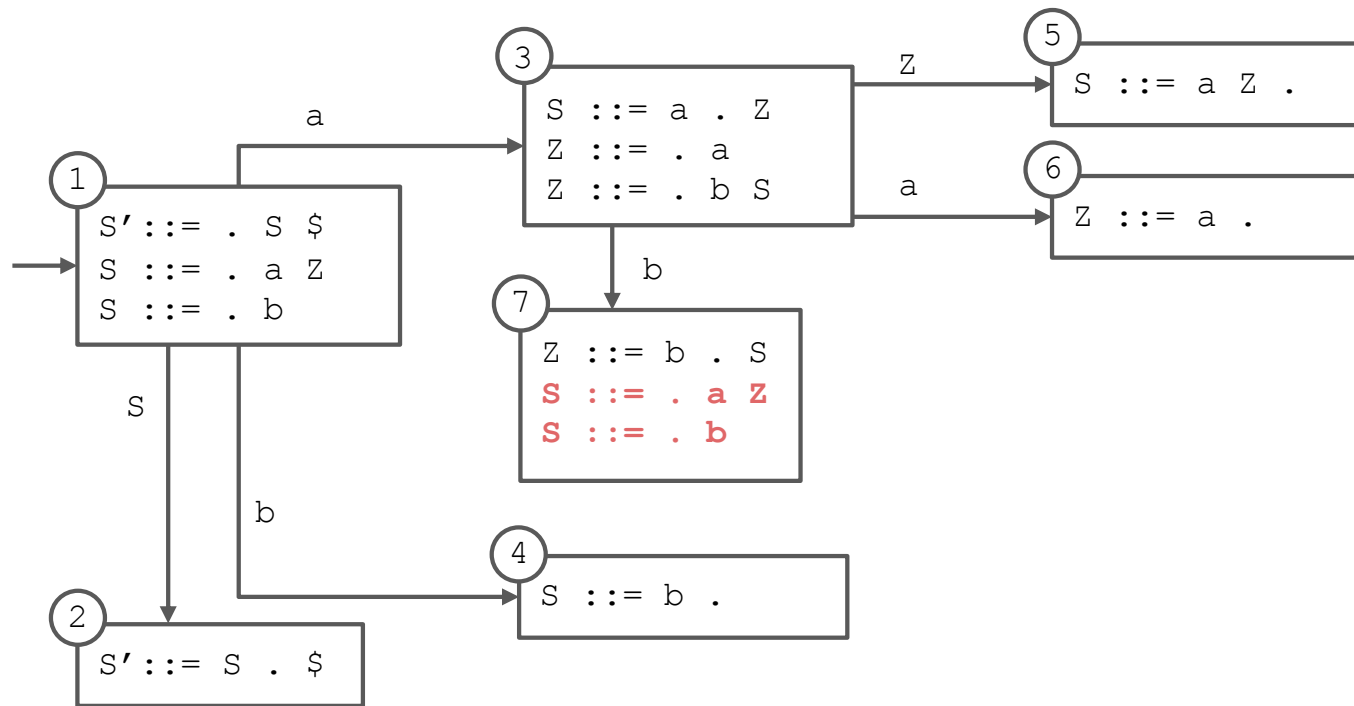 1
S'::= . S $
S ::= . a Z
S ::= . b
a
3
S ::= a . Z
Z ::= . a
Z ::= . b S
Z
5
S ::= a Z .
a
6
Z ::= a .
b
7
Z ::= b . S
S ::= . a Z
S ::= . b
S
b
4
S ::= b .
2
S'::= S . $